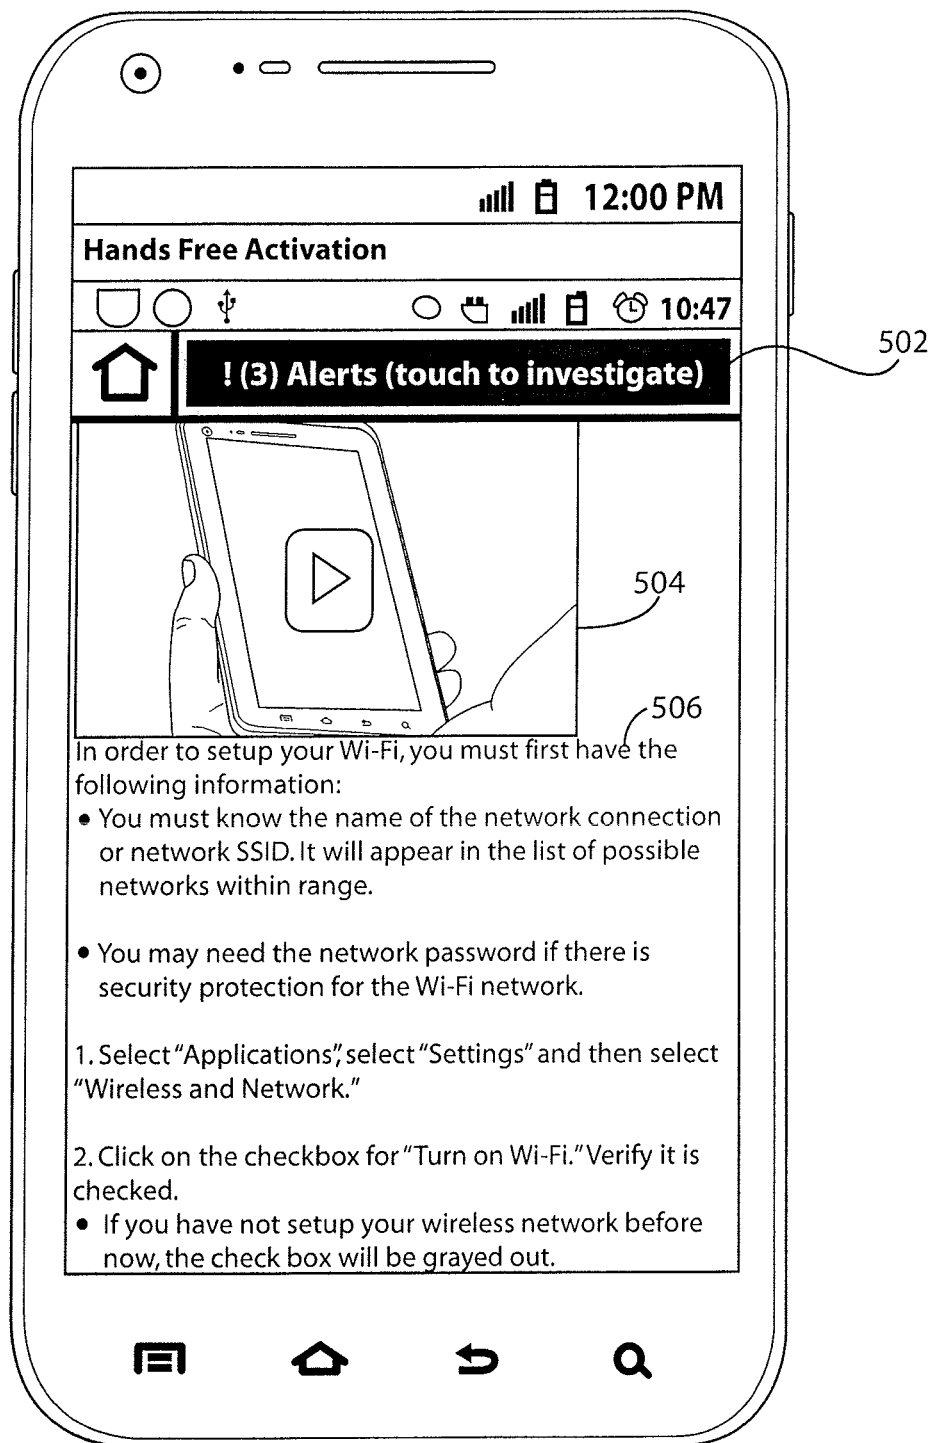 12:00 PM
Hands Free Activation
10:47
! (3) Alerts (touch to investigate)
502
504
506
In order to setup your Wi-Fi, you must first have the
following information:
• You must know the name of the network connection
or network SSID. It will appear in the list of possible
networks within range.
• You may need the network password if there is
security protection for the Wi-Fi network.
1. Select “Applications”, select “Settings” and then select
“Wireless and Network.”
2. Click on the checkbox for “Turn on Wi-Fi.” Verify it is
checked.
• If you have not setup your wireless network before
now, the check box will be grayed out.